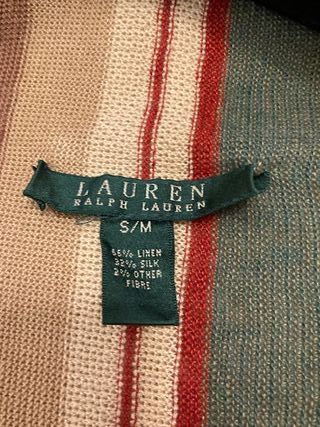 LAUREN
RALPH LAUREN
S/M
66% LINEN
32% SILK
2% OTHER
FIBRE